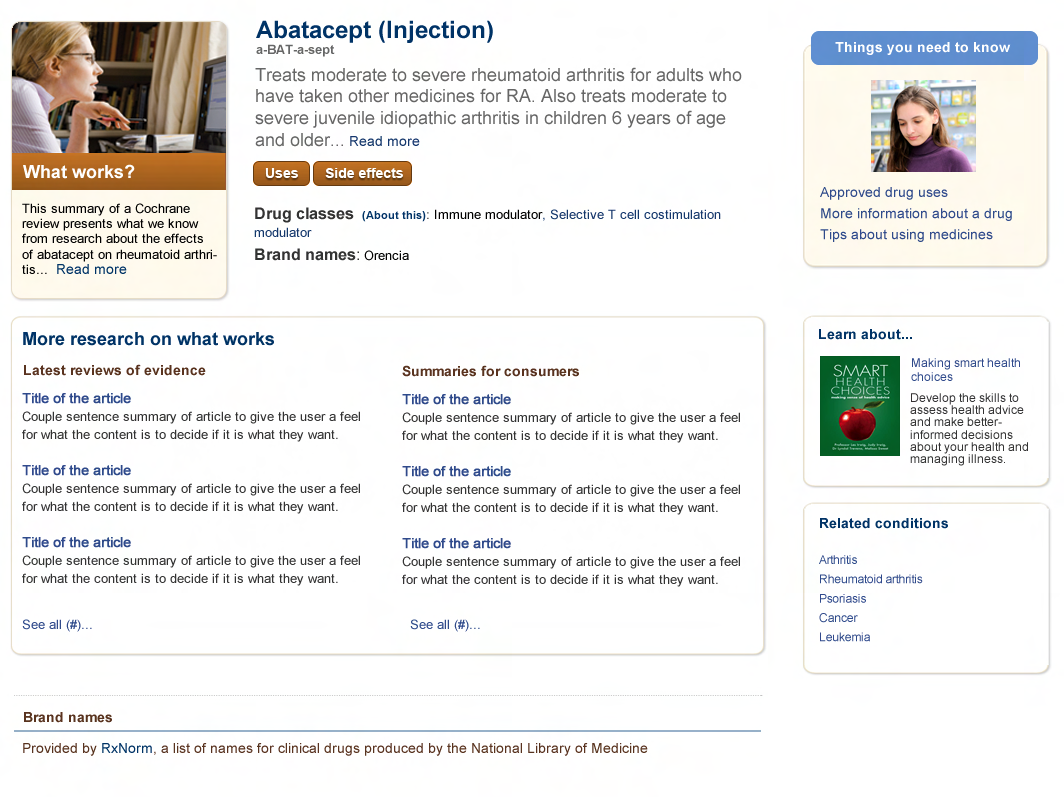 Abatacept (Injection)
a-BAT-a-sept
Treats moderate to severe rheumatoid arthritis for adults who
have taken other medicines for RA. Also treats moderate to
severe juvenile idiopathic arthritis in children 6 years of age
and older... Read more
Uses
Side effects
Drug classes (About this): Immune modulator, Selective T cell costimulation
modulator
Brand names: Orencia
What works?
This summary of a Cochrane
review presents what we know
from research about the effects
of abatacept on rheumatoid arthri-
tis... Read more
Things you need to know
Approved drug uses
More information about a drug
Tips about using medicines
More research on what works
Latest reviews of evidence
Title of the article
Couple sentence summary of article to give the user a feel
for what the content is to decide if it is what they want.
Title of the article
Couple sentence summary of article to give the user a feel
for what the content is to decide if it is what they want.
Title of the article
Couple sentence summary of article to give the user a feel
for what the content is to decide if it is what they want.
See all (#)...
Summaries for consumers
Title of the article
Couple sentence summary of article to give the user a feel
for what the content is to decide if it is what they want.
Title of the article
Couple sentence summary of article to give the user a feel
for what the content is to decide if it is what they want.
Title of the article
Couple sentence summary of article to give the user a feel
for what the content is to decide if it is what they want.
See all (#)...
Learn about...
SMART
HEALTH
CHOICES
making sense of health advice
Making smart health
choices
Develop the skills to
assess health advice
and make better-
informed decisions
about your health and
managing illness.
Related conditions
Arthritis
Rheumatoid arthritis
Psoriasis
Cancer
Leukemia
Brand names
Provided by RxNorm, a list of names for clinical drugs produced by the National Library of Medicine